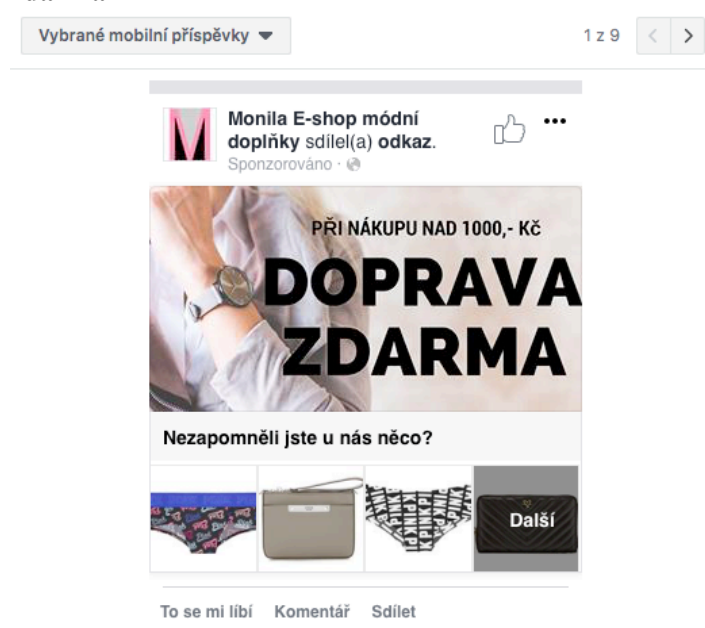 Vybrané mobilní příspěvky
1 z 9
Monila E-shop módní
doplňky sdílel(a) odkaz.
Sponzorováno ·
PŘI NÁKUPU NAD 1000,- Kč
DOPRAVA
ZDARMA
Nezapomněli jste u nás něco?
PINK
Další
To se mi líbí Komentář Sdílet